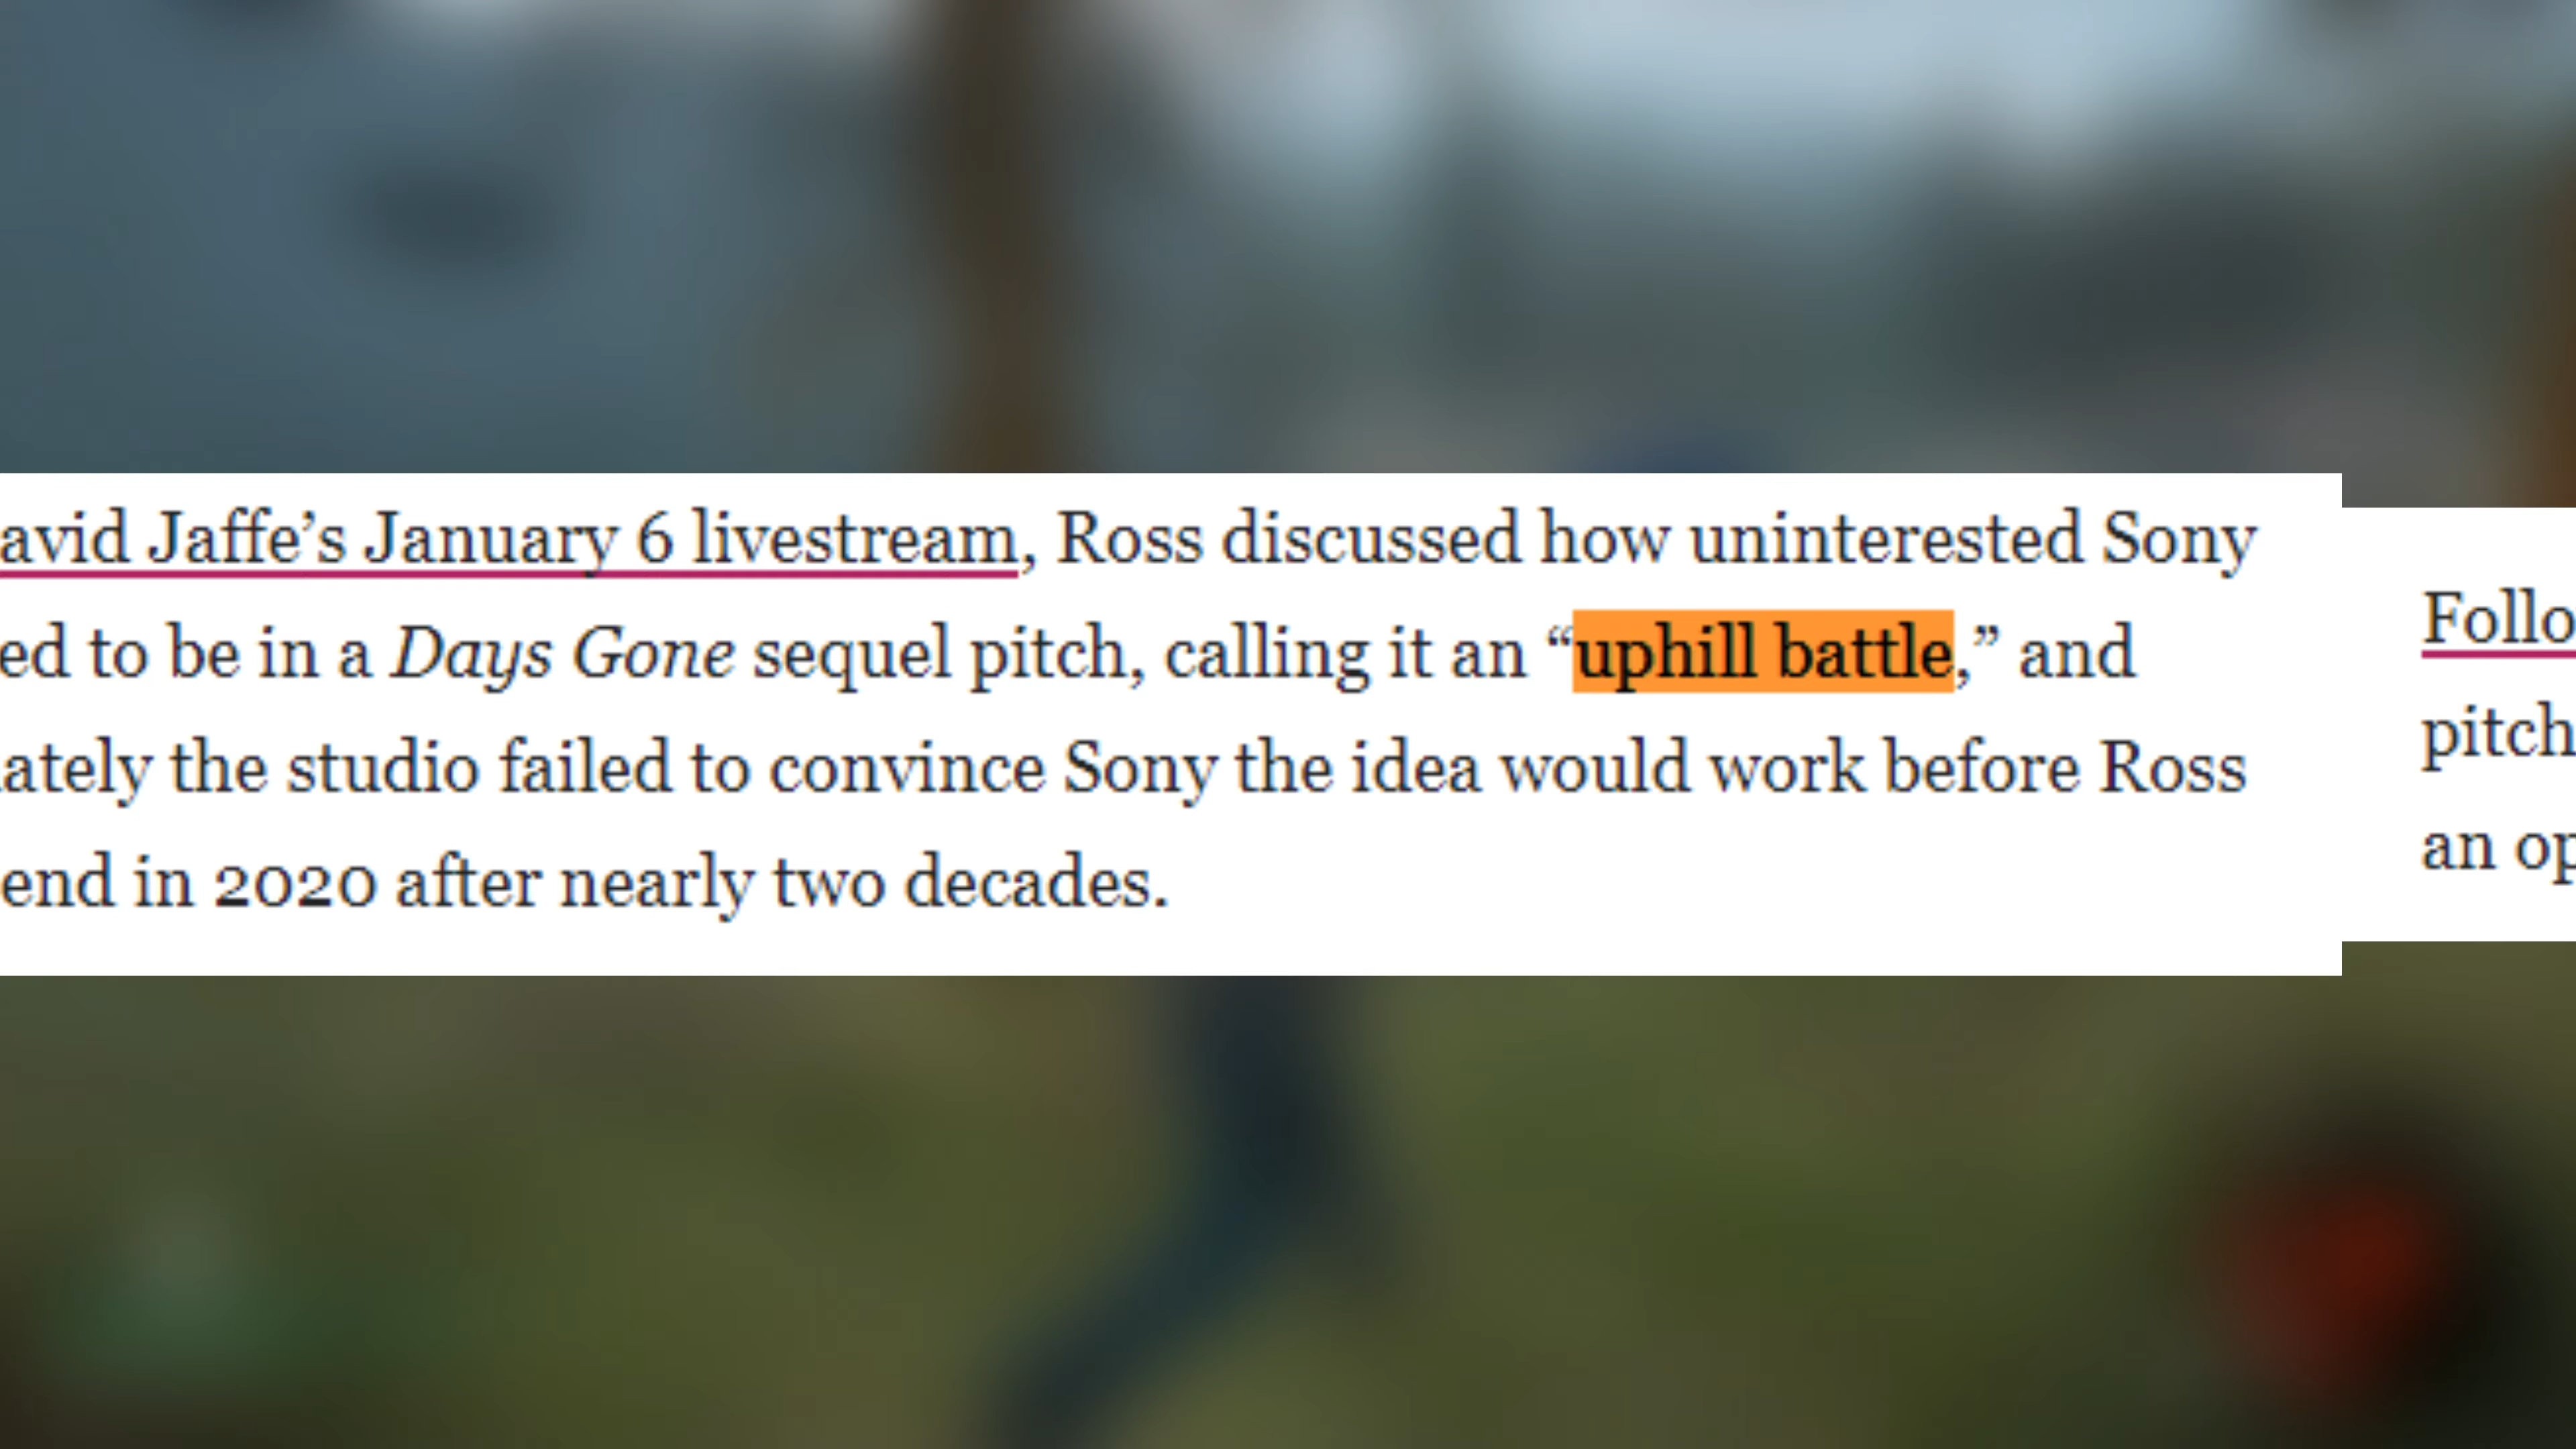 avid Jaffe’s January 6 livestream, Ross discussed how uninterested Sony
ed to be in a Days Gone sequel pitch, calling it an “uphill battle,” and
ately the studio failed to convince Sony the idea would work before Ross
end in 2020 after nearly two decades.
Follo
pitch
an op